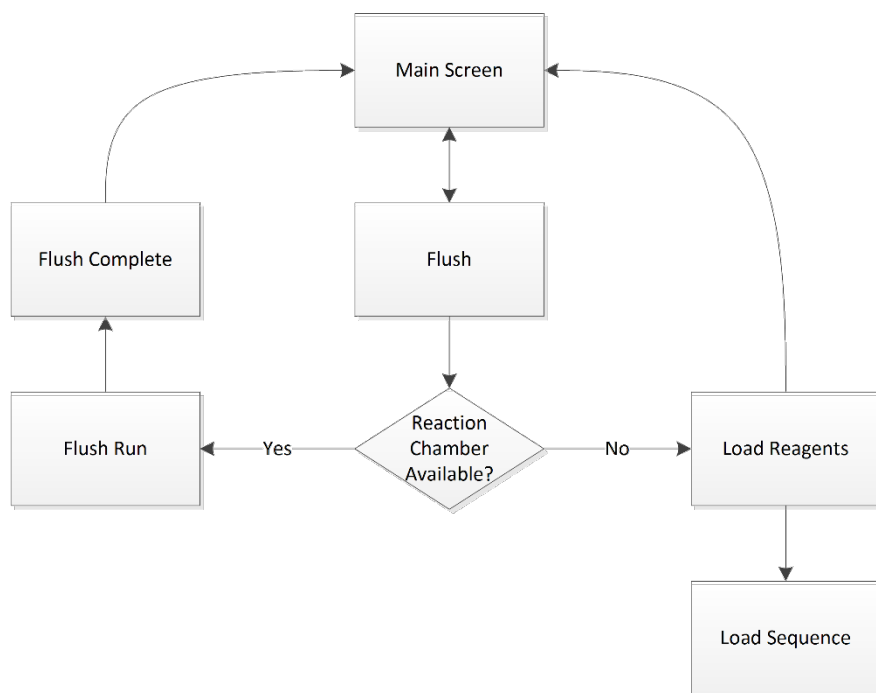 Main Screen
Flush Complete
Flush
Flush Run
Yes
Reaction
Chamber
Available?
No
Load Reagents
Load Sequence